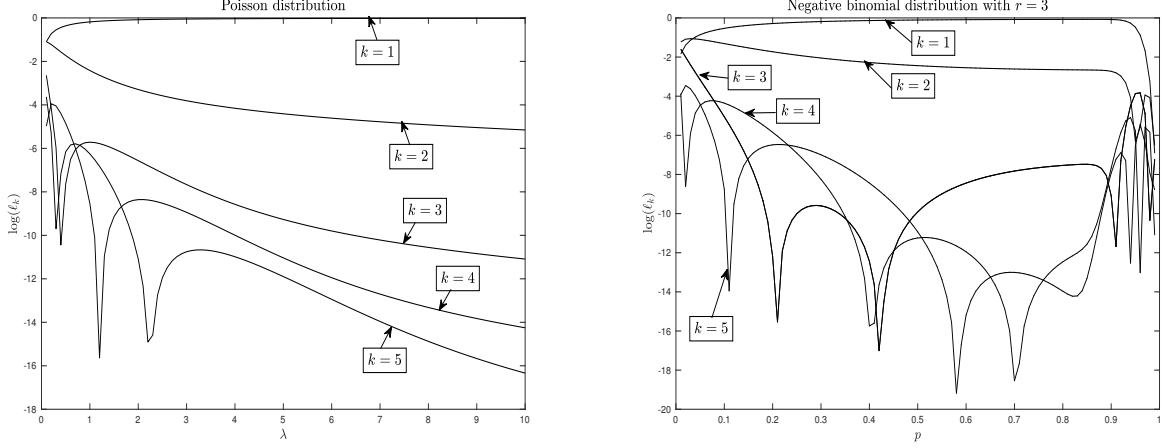 Poisson distribution
0
-2
-4
-6
-8
-10
-12
-14
-16
-18
log(ℓk)
0 1 2 3 4 5 6 7 8 9 10
λ
k = 1
k = 2
k = 3
k = 4
k = 5
Negative binomial distribution with r = 3
0
-2
-4
-6
-8
-10
-12
-14
-16
-18
-20
log(ℓk)
0 0.1 0.2 0.3 0.4 0.5 0.6 0.7 0.8 0.9 1
p
k = 1
k = 2
k = 3
k = 4
k = 5